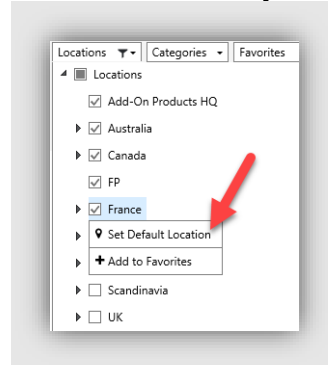 Locations Categories Favorites
Locations
Add-On Products HQ
Australia
Canada
FP
France
Set Default Location
Add to Favorites
Scandinavia
UK